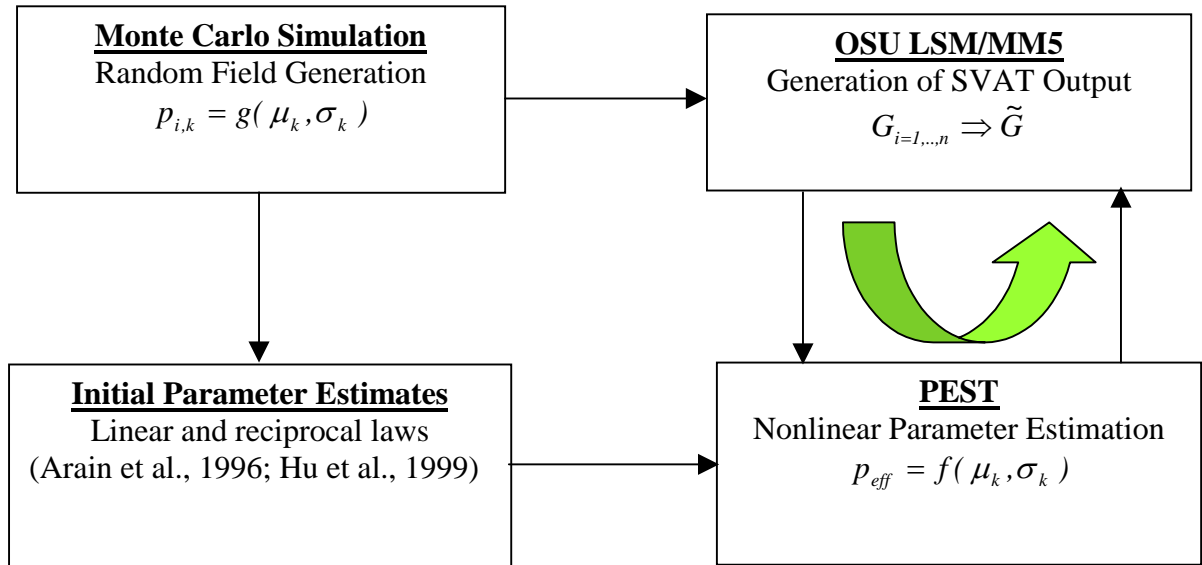 Monte Carlo Simulation
Random Field Generation
p_{i,k} = g( μ_k , σ_k )
OSU LSM/MM5
Generation of SVAT Output
G_{i=1,..,n} ⇒ G̃
Initial Parameter Estimates
Linear and reciprocal laws
(Arain et al., 1996; Hu et al., 1999)
PEST
Nonlinear Parameter Estimation
p_{eff} = f( μ_k , σ_k )